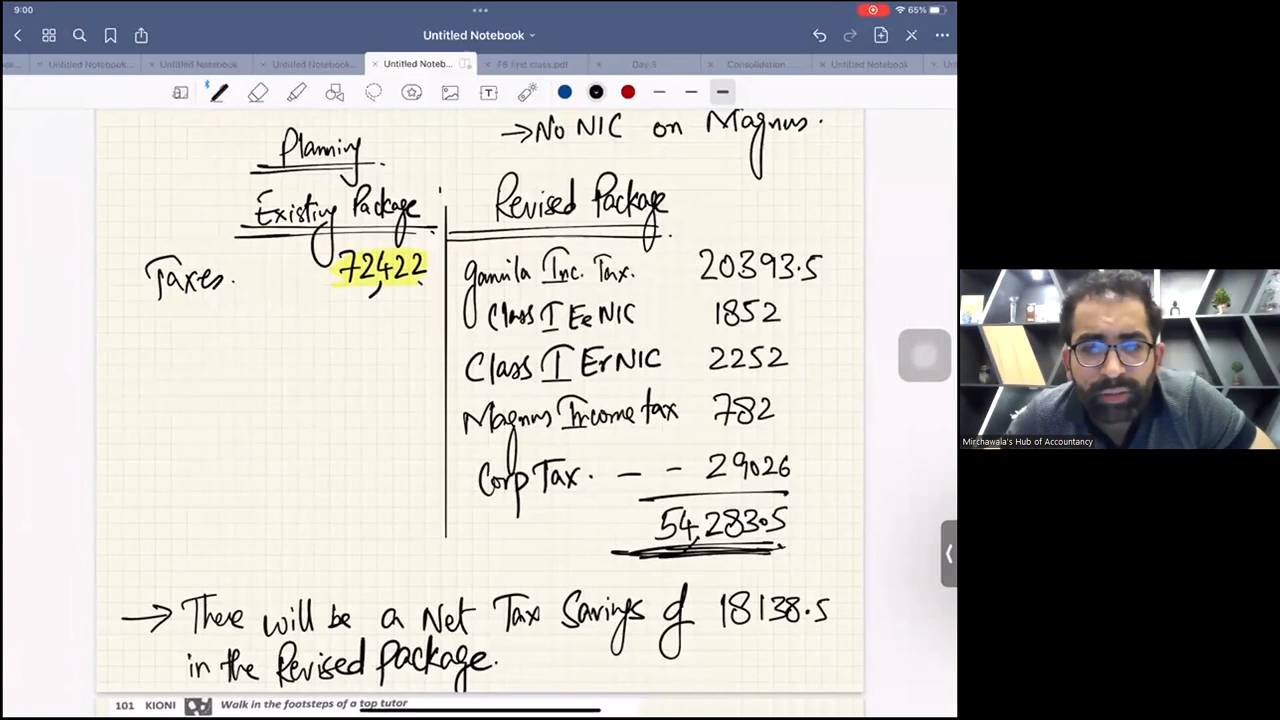 9:00
65%
Untitled Notebook
Untitled Notebook...
Untitled Notebook
Untitled Notebook...
Untitled Noteb...
F6 first class.pdf
Day 5
Consolidation
Untitled Notebook
→ No NIC on Magnus.
Planning
Existing Package
Revised Package
Taxes. 72,422
Gamila Inc. Tax. 20393.5
Class I Ee NIC 1852
Class I Er NIC 2252
Magnus Income tax 782
Corp Tax. - - 29026
54,283.5
→ There will be a Net Tax Savings of 18138.5
in the Revised Package.
101 KIONI Walk in the footsteps of a top tutor
Mirchawala's Hub of Accountancy